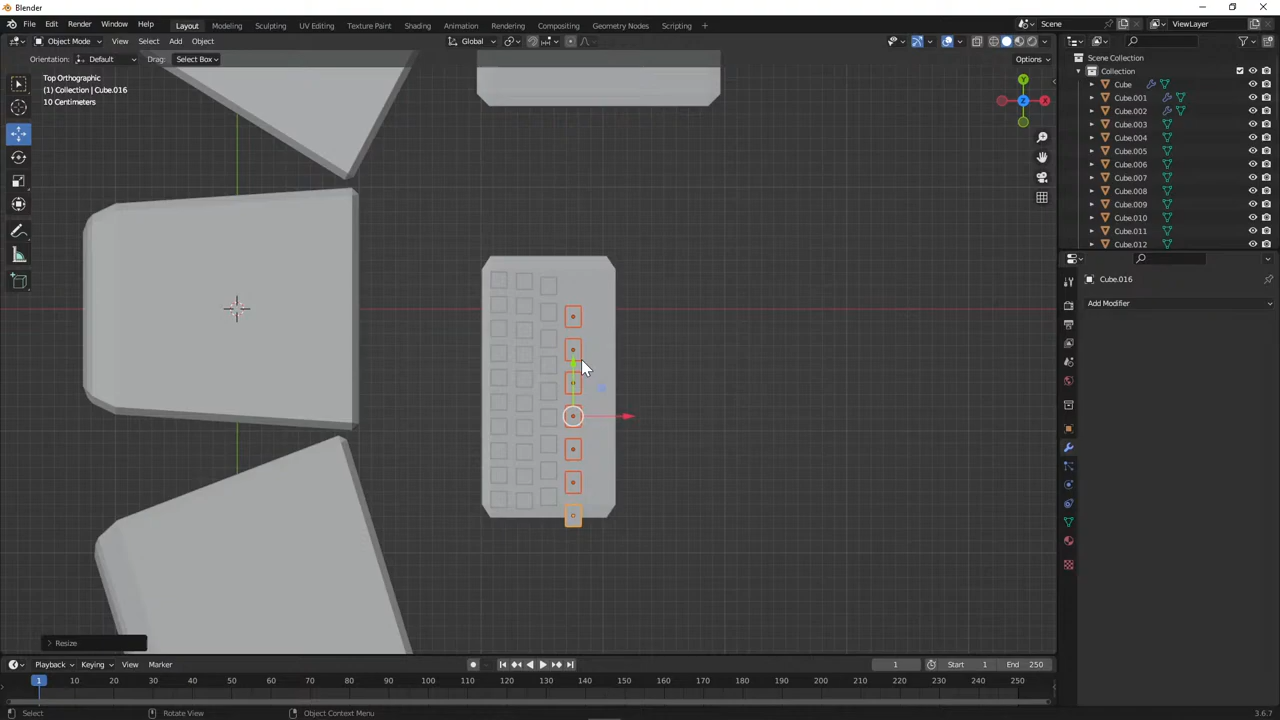 Blender
File Edit Render Window Help
Layout Modeling Sculpting UV Editing Texture Paint Shading Animation Rendering Compositing Geometry Nodes Scripting +
Scene
ViewLayer
Object Mode View Select Add Object
Global
Orientation: Default Drag: Select Box
Options
Top Orthographic
(1) Collection | Cube.016
10 Centimeters
Y
X
Z
Scene Collection
Collection
Cube
Cube.001
Cube.002
Cube.003
Cube.004
Cube.005
Cube.006
Cube.007
Cube.008
Cube.009
Cube.010
Cube.011
Cube.012
Cube.016
Add Modifier
Resize
Playback Keying View Marker
1
Start 1 End 250
1 10 20 30 40 50 60 70 80 90 100 110 120 130 140 150 160 170 180 190 200 210 220 230 240 250
Select Rotate View Object Context Menu
3.6.7